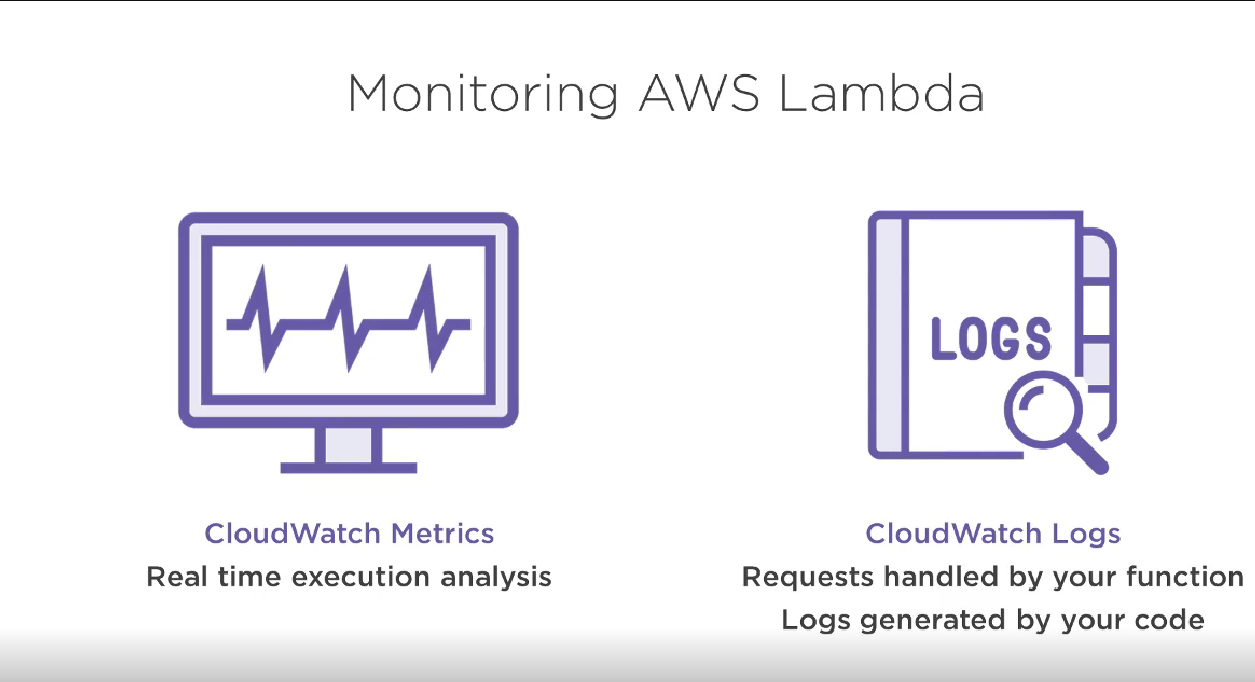 Monitoring AWS Lambda
LOGS
CloudWatch Metrics
Real time execution analysis
CloudWatch Logs
Requests handled by your function
Logs generated by your code